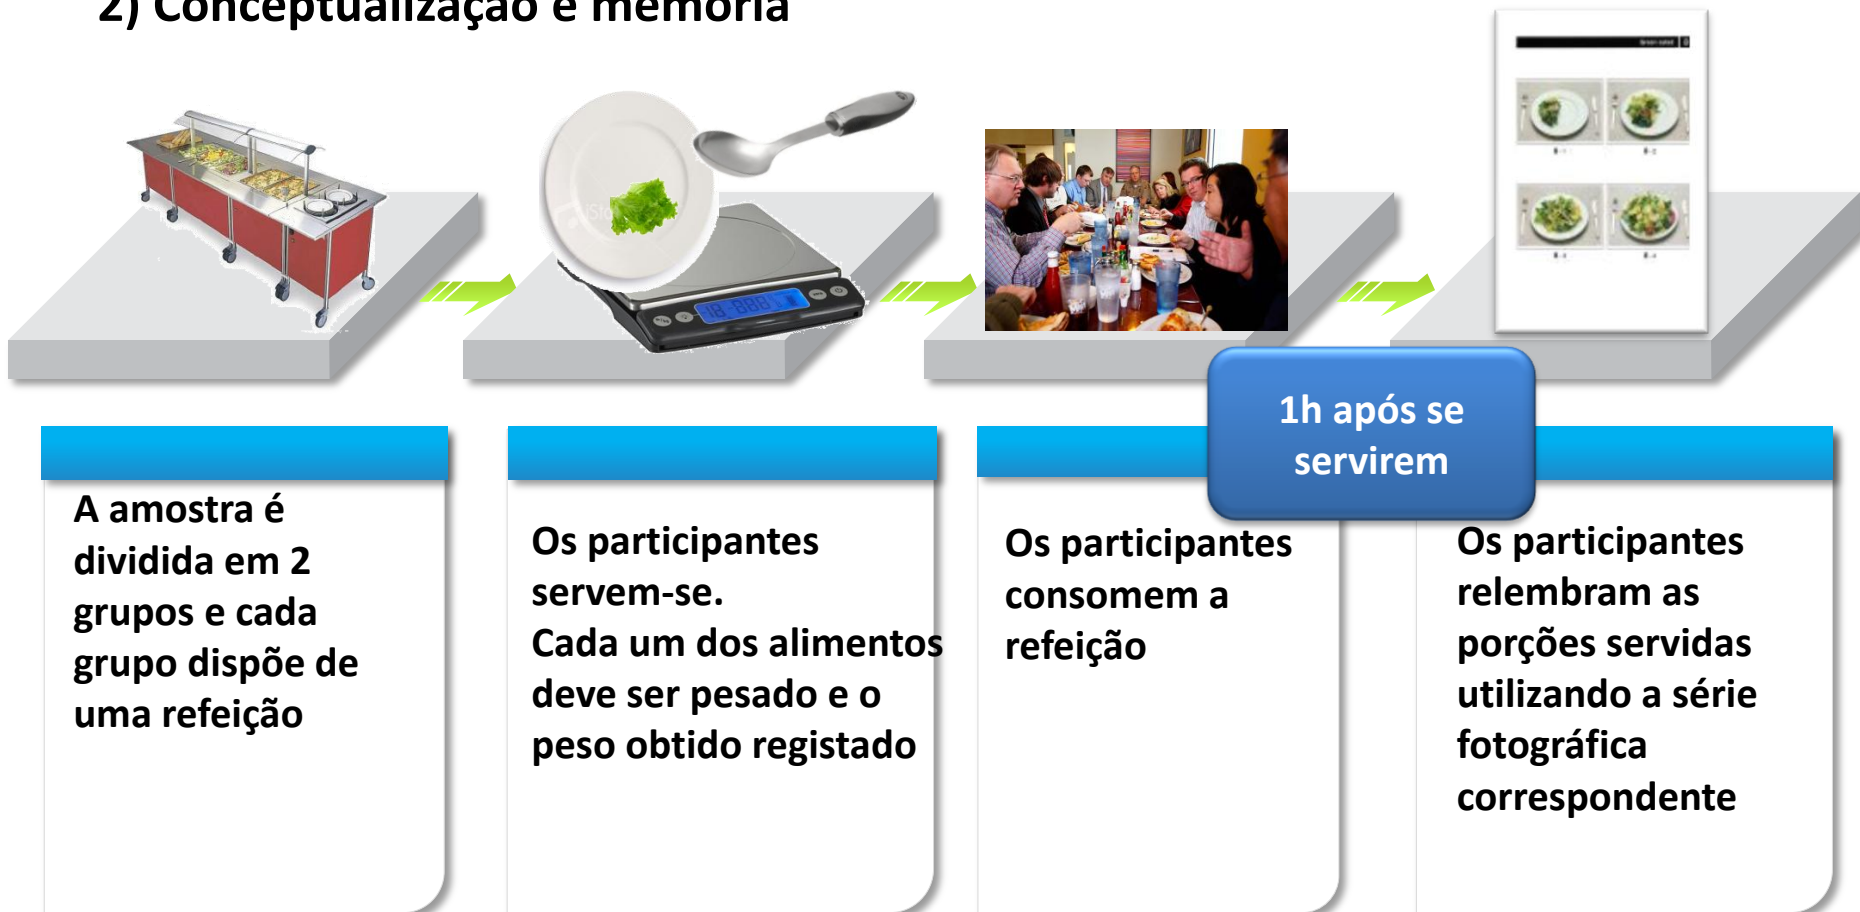 2) Conceptualização e memória
Green salad
1h após se
servirem
A amostra é
dividida em 2
grupos e cada
grupo dispõe de
uma refeição
Os participantes
servem-se.
Cada um dos alimentos
deve ser pesado e o
peso obtido registado
Os participantes
consomem a
refeição
Os participantes
relembram as
porções servidas
utilizando a série
fotográfica
correspondente